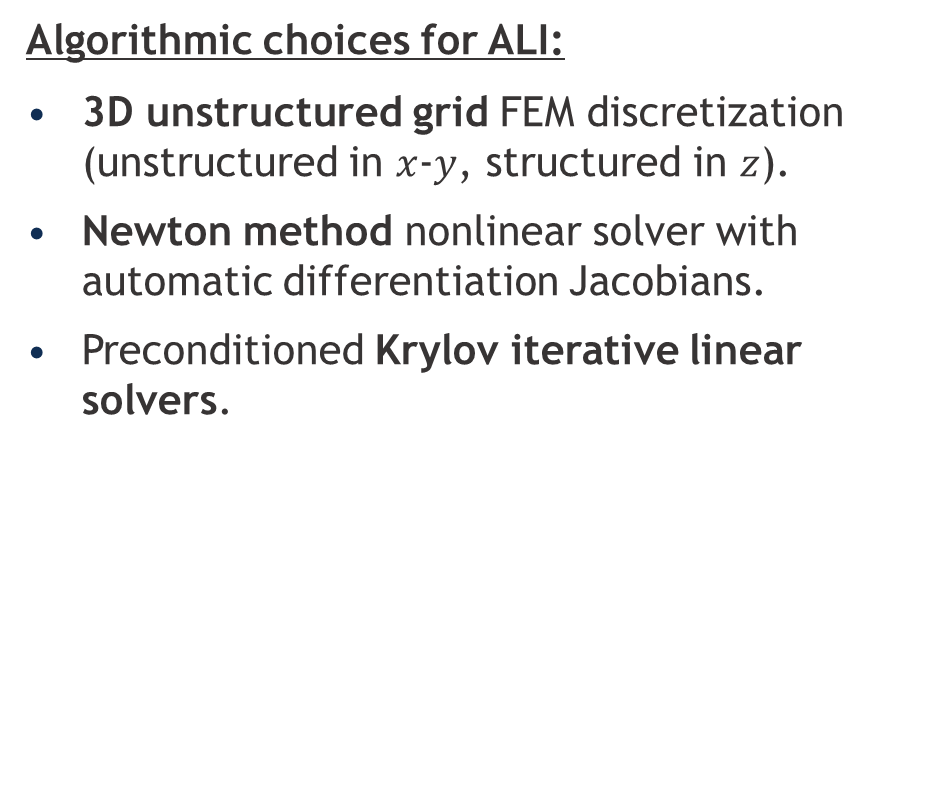 Algorithmic choices for ALI:
• 3D unstructured grid FEM discretization
(unstructured in x-y, structured in z).
• Newton method nonlinear solver with
automatic differentiation Jacobians.
• Preconditioned Krylov iterative linear
solvers.